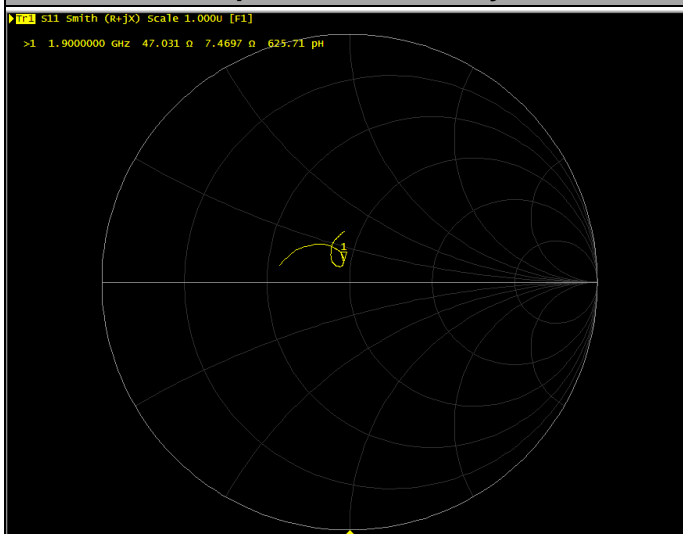 Tr1 S11 Smith (R+jX) Scale 1.000U [F1]
>1 1.9000000 GHz 47.031 Ω 7.4697 Ω 625.71 pH
1